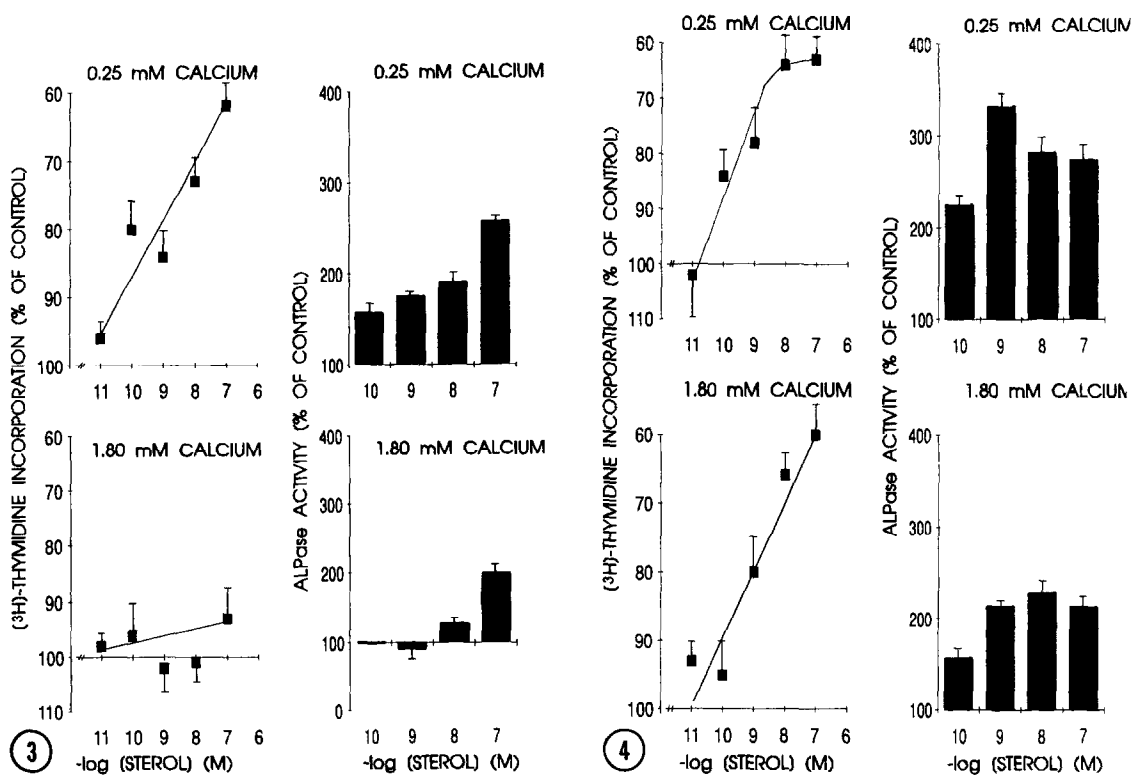 0.25 mM CALCIUM
60
70
80
90
100
11 10 9 8 7 6
1.80 mM CALCIUM
60
70
80
90
100
110
11 10 9 8 7 6
(³H)-THYMIDINE INCORPORATION (% OF CONTROL)
-log (STEROL) (M)
0.25 mM CALCIUM
400
300
200
100
10 9 8 7
1.80 mM CALCIUM
400
300
200
100
0
10 9 8 7
ALPase ACTIVITY (% OF CONTROL)
-log (STEROL) (M)
3
0.25 mM CALCIUM
60
70
80
90
100
110
11 10 9 8 7 6
1.80 mM CALCIUM
60
70
80
90
100
11 10 9 8 7 6
(³H)-THYMIDINE INCORPORATION (% OF CONTROL)
-log (STEROL) (M)
0.25 mM CALCIUM
400
300
200
100
10 9 8 7
1.80 mM CALCIUM
400
300
200
100
10 9 8 7
ALPase ACTIVITY (% OF CONTROL)
-log (STEROL) (M)
4